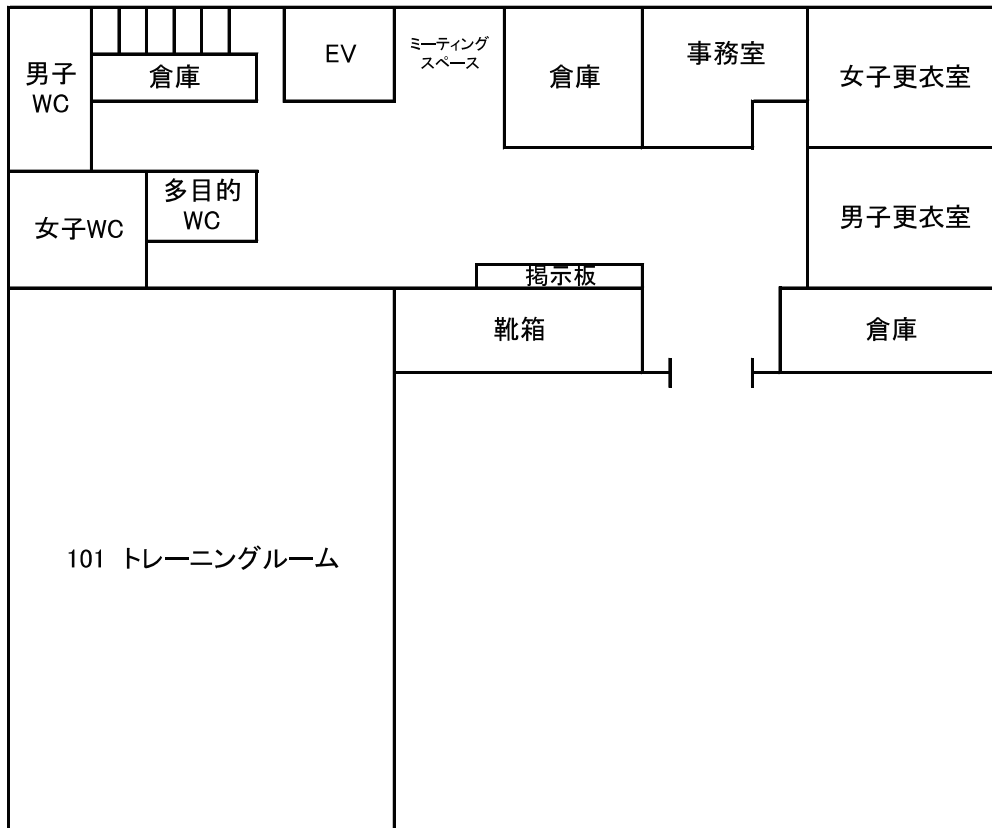 男子
WC
倉庫
EV
ミーティング
スペース
倉庫
事務室
女子更衣室
女子WC
多目的
WC
男子更衣室
掲示板
靴箱
倉庫
101 トレーニングルーム